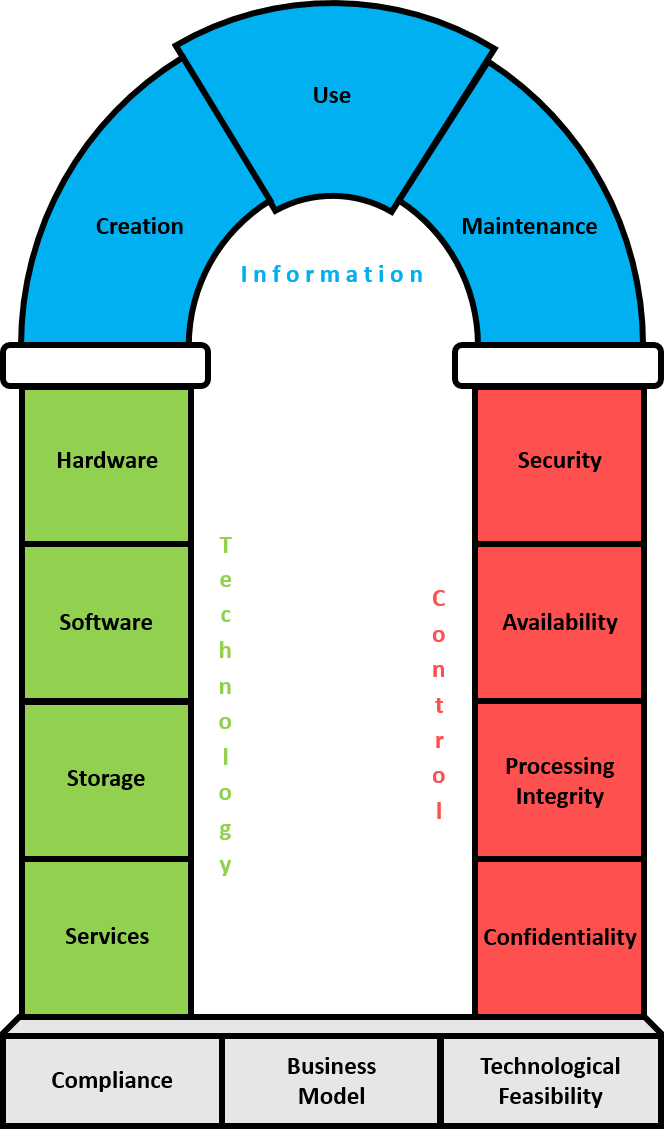 Use
Creation
Maintenance
Information
Hardware
Software
Storage
Services
Technology
Control
Security
Availability
Processing
Integrity
Confidentiality
Compliance
Business
Model
Technological
Feasibility